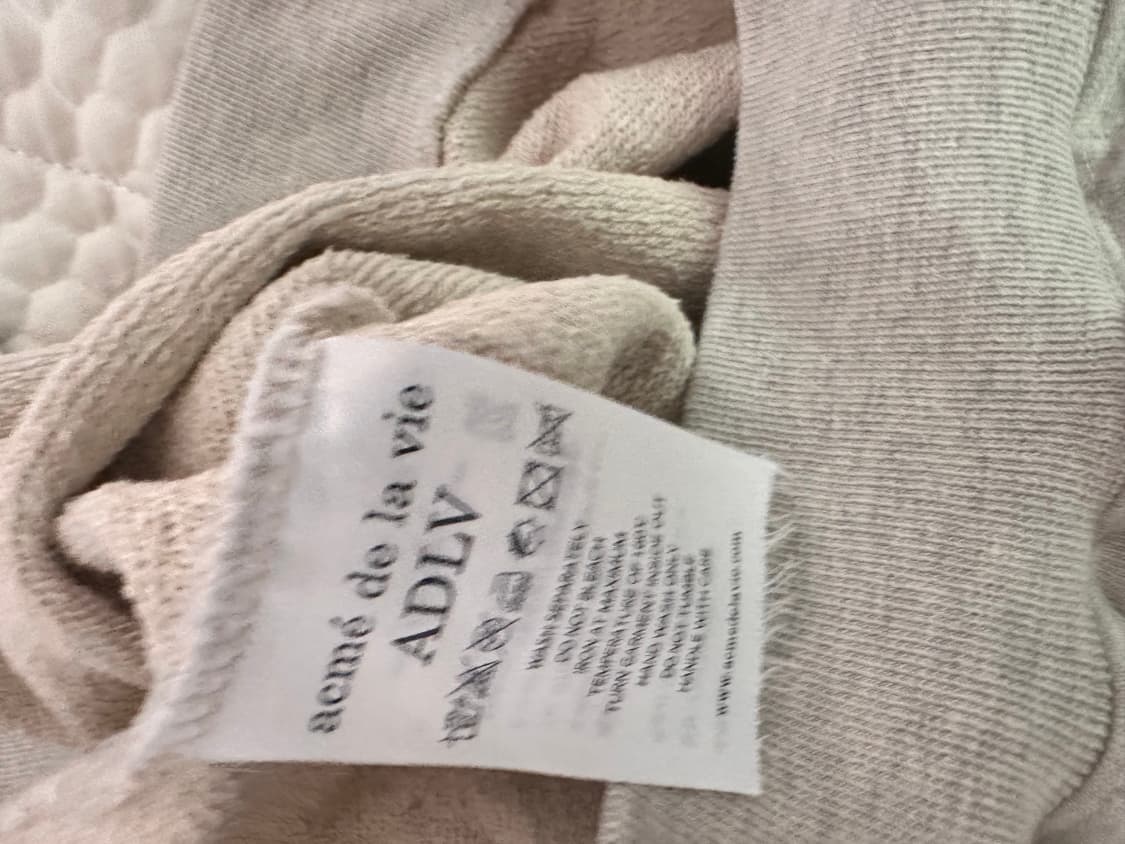 acmé de la vie
ADLV
WASH SEPARATELY
DO NOT BLEACH
IRON AT MAXIMUM
TEMPERATURE OF 110C
TURN GARMENT INSIDE OUT
HAND WASH ONLY
DO NOT TUMBLE
HANDLE WITH CARE
www.acmedelavie.com